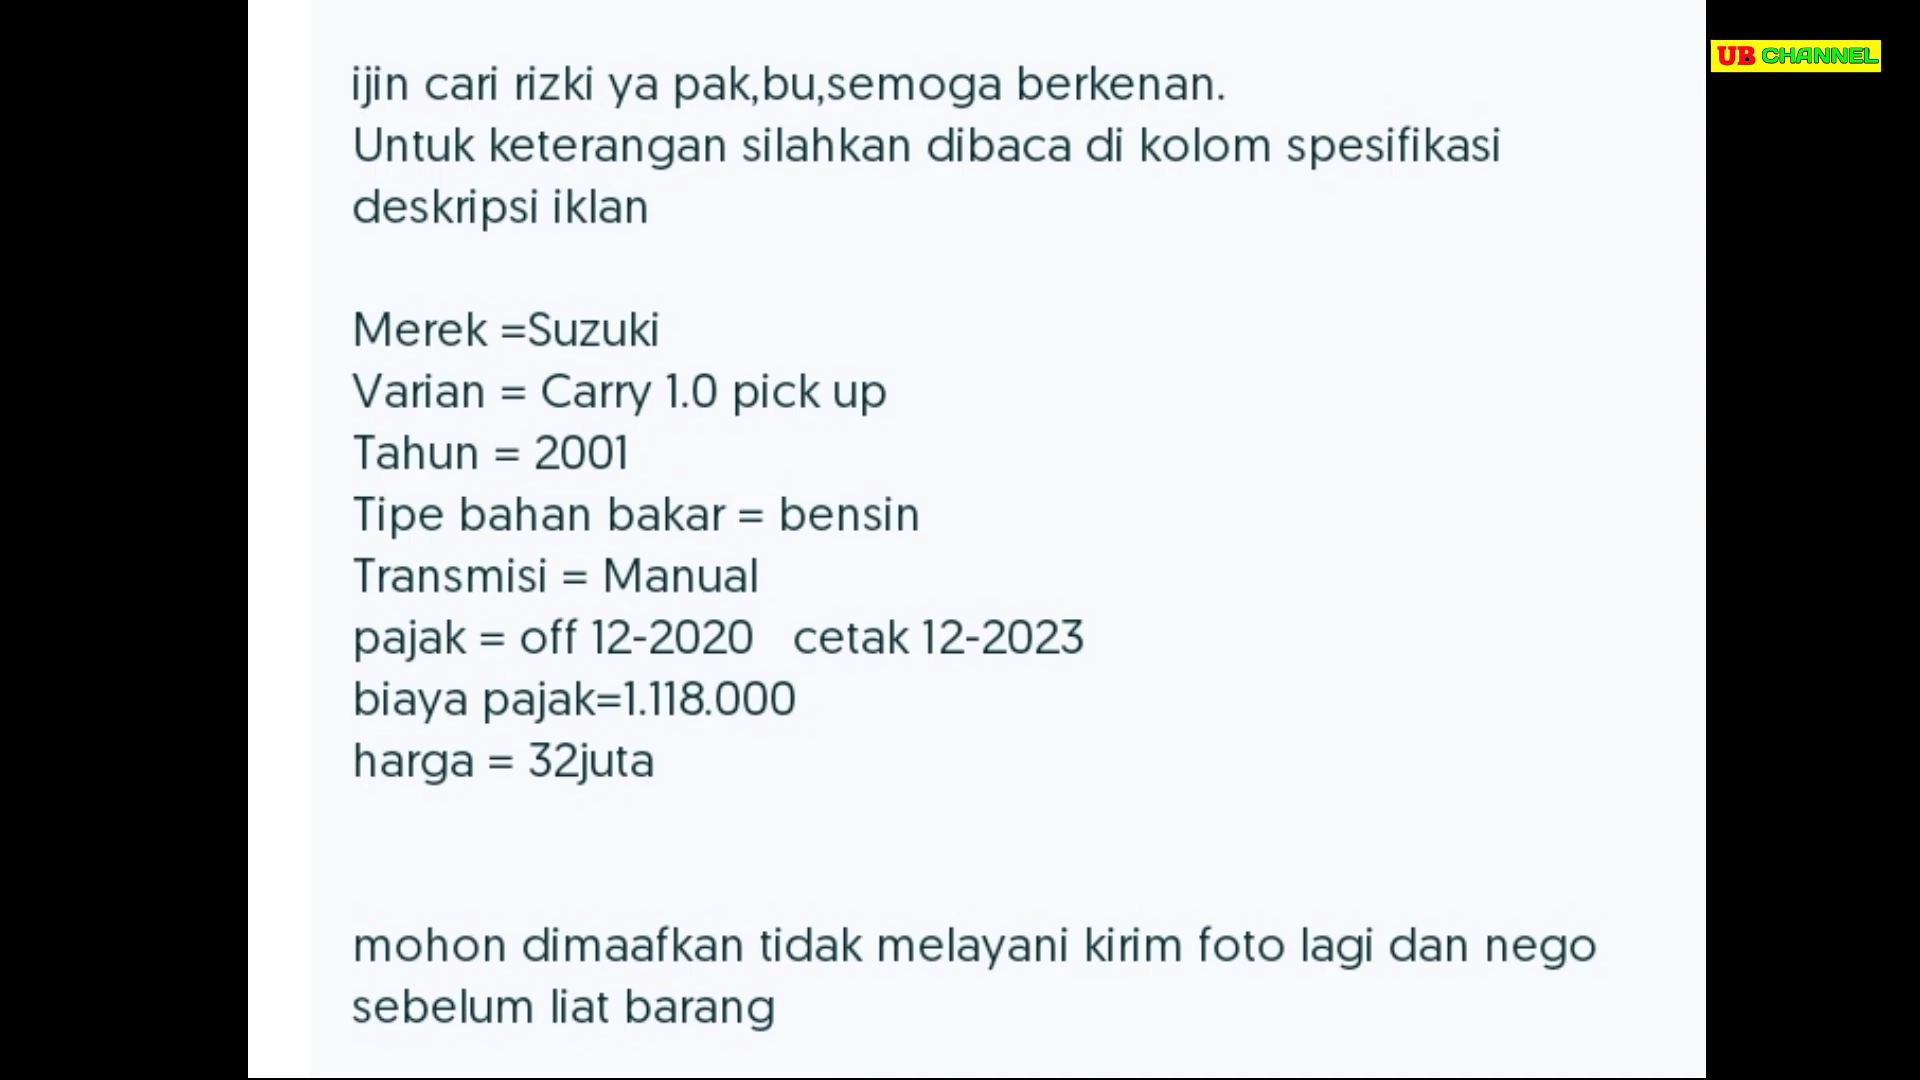 UB CHANNEL
ijin cari rizki ya pak,bu,semoga berkenan.
Untuk keterangan silahkan dibaca di kolom spesifikasi
deskripsi iklan
Merek =Suzuki
Varian = Carry 1.0 pick up
Tahun = 2001
Tipe bahan bakar = bensin
Transmisi = Manual
pajak = off 12-2020 cetak 12-2023
biaya pajak=1.118.000
harga = 32juta
mohon dimaafkan tidak melayani kirim foto lagi dan nego
sebelum liat barang